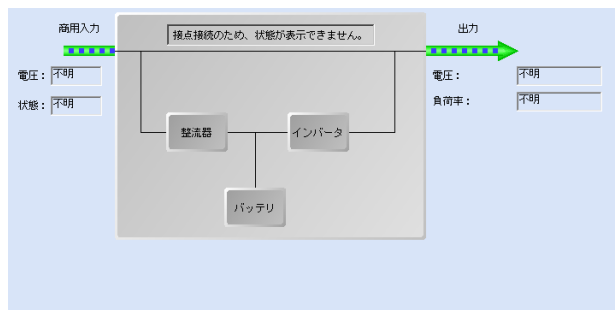 商用入力
接点接続のため、状態が表示できません。
出力
電圧： 不明
状態： 不明
電圧： 不明
負荷率： 不明
整流器
インバータ
バッテリ